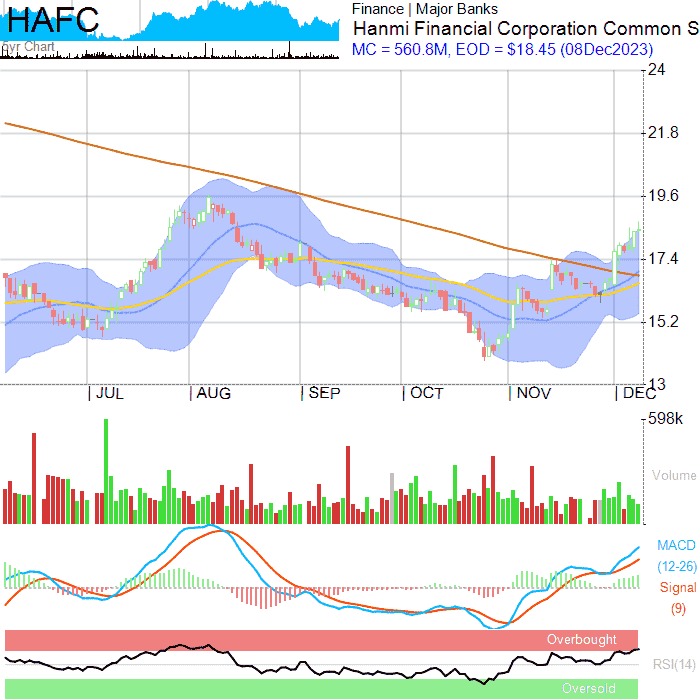 HAFC
5yr Chart
Finance | Major Banks
Hanmi Financial Corporation Common S
MC = 560.8M, EOD = $18.45 (08Dec2023)
24
21.8
19.6
17.4
15.2
13
JUL AUG SEP OCT NOV DEC
598k
Volume
MACD
(12-26)
Signal
(9)
Overbought
RSI(14)
Oversold